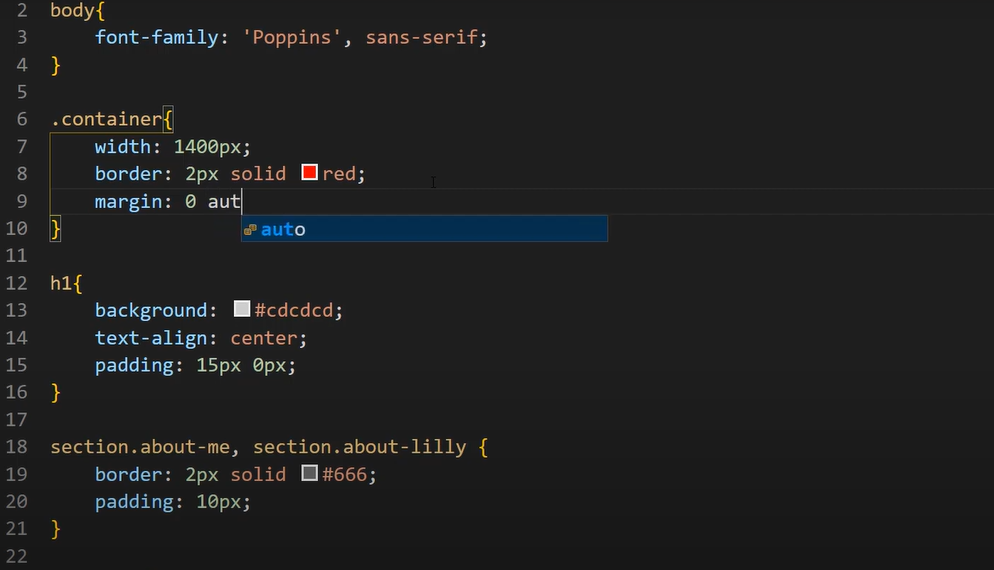 2 body{
3 font-family: 'Poppins', sans-serif;
4 }
5
6 .container{
7 width: 1400px;
8 border: 2px solid red;
9 margin: 0 aut
auto
10 }
11
12 h1{
13 background: #cdcdcd;
14 text-align: center;
15 padding: 15px 0px;
16 }
17
18 section.about-me, section.about-lilly {
19 border: 2px solid #666;
20 padding: 10px;
21 }
22